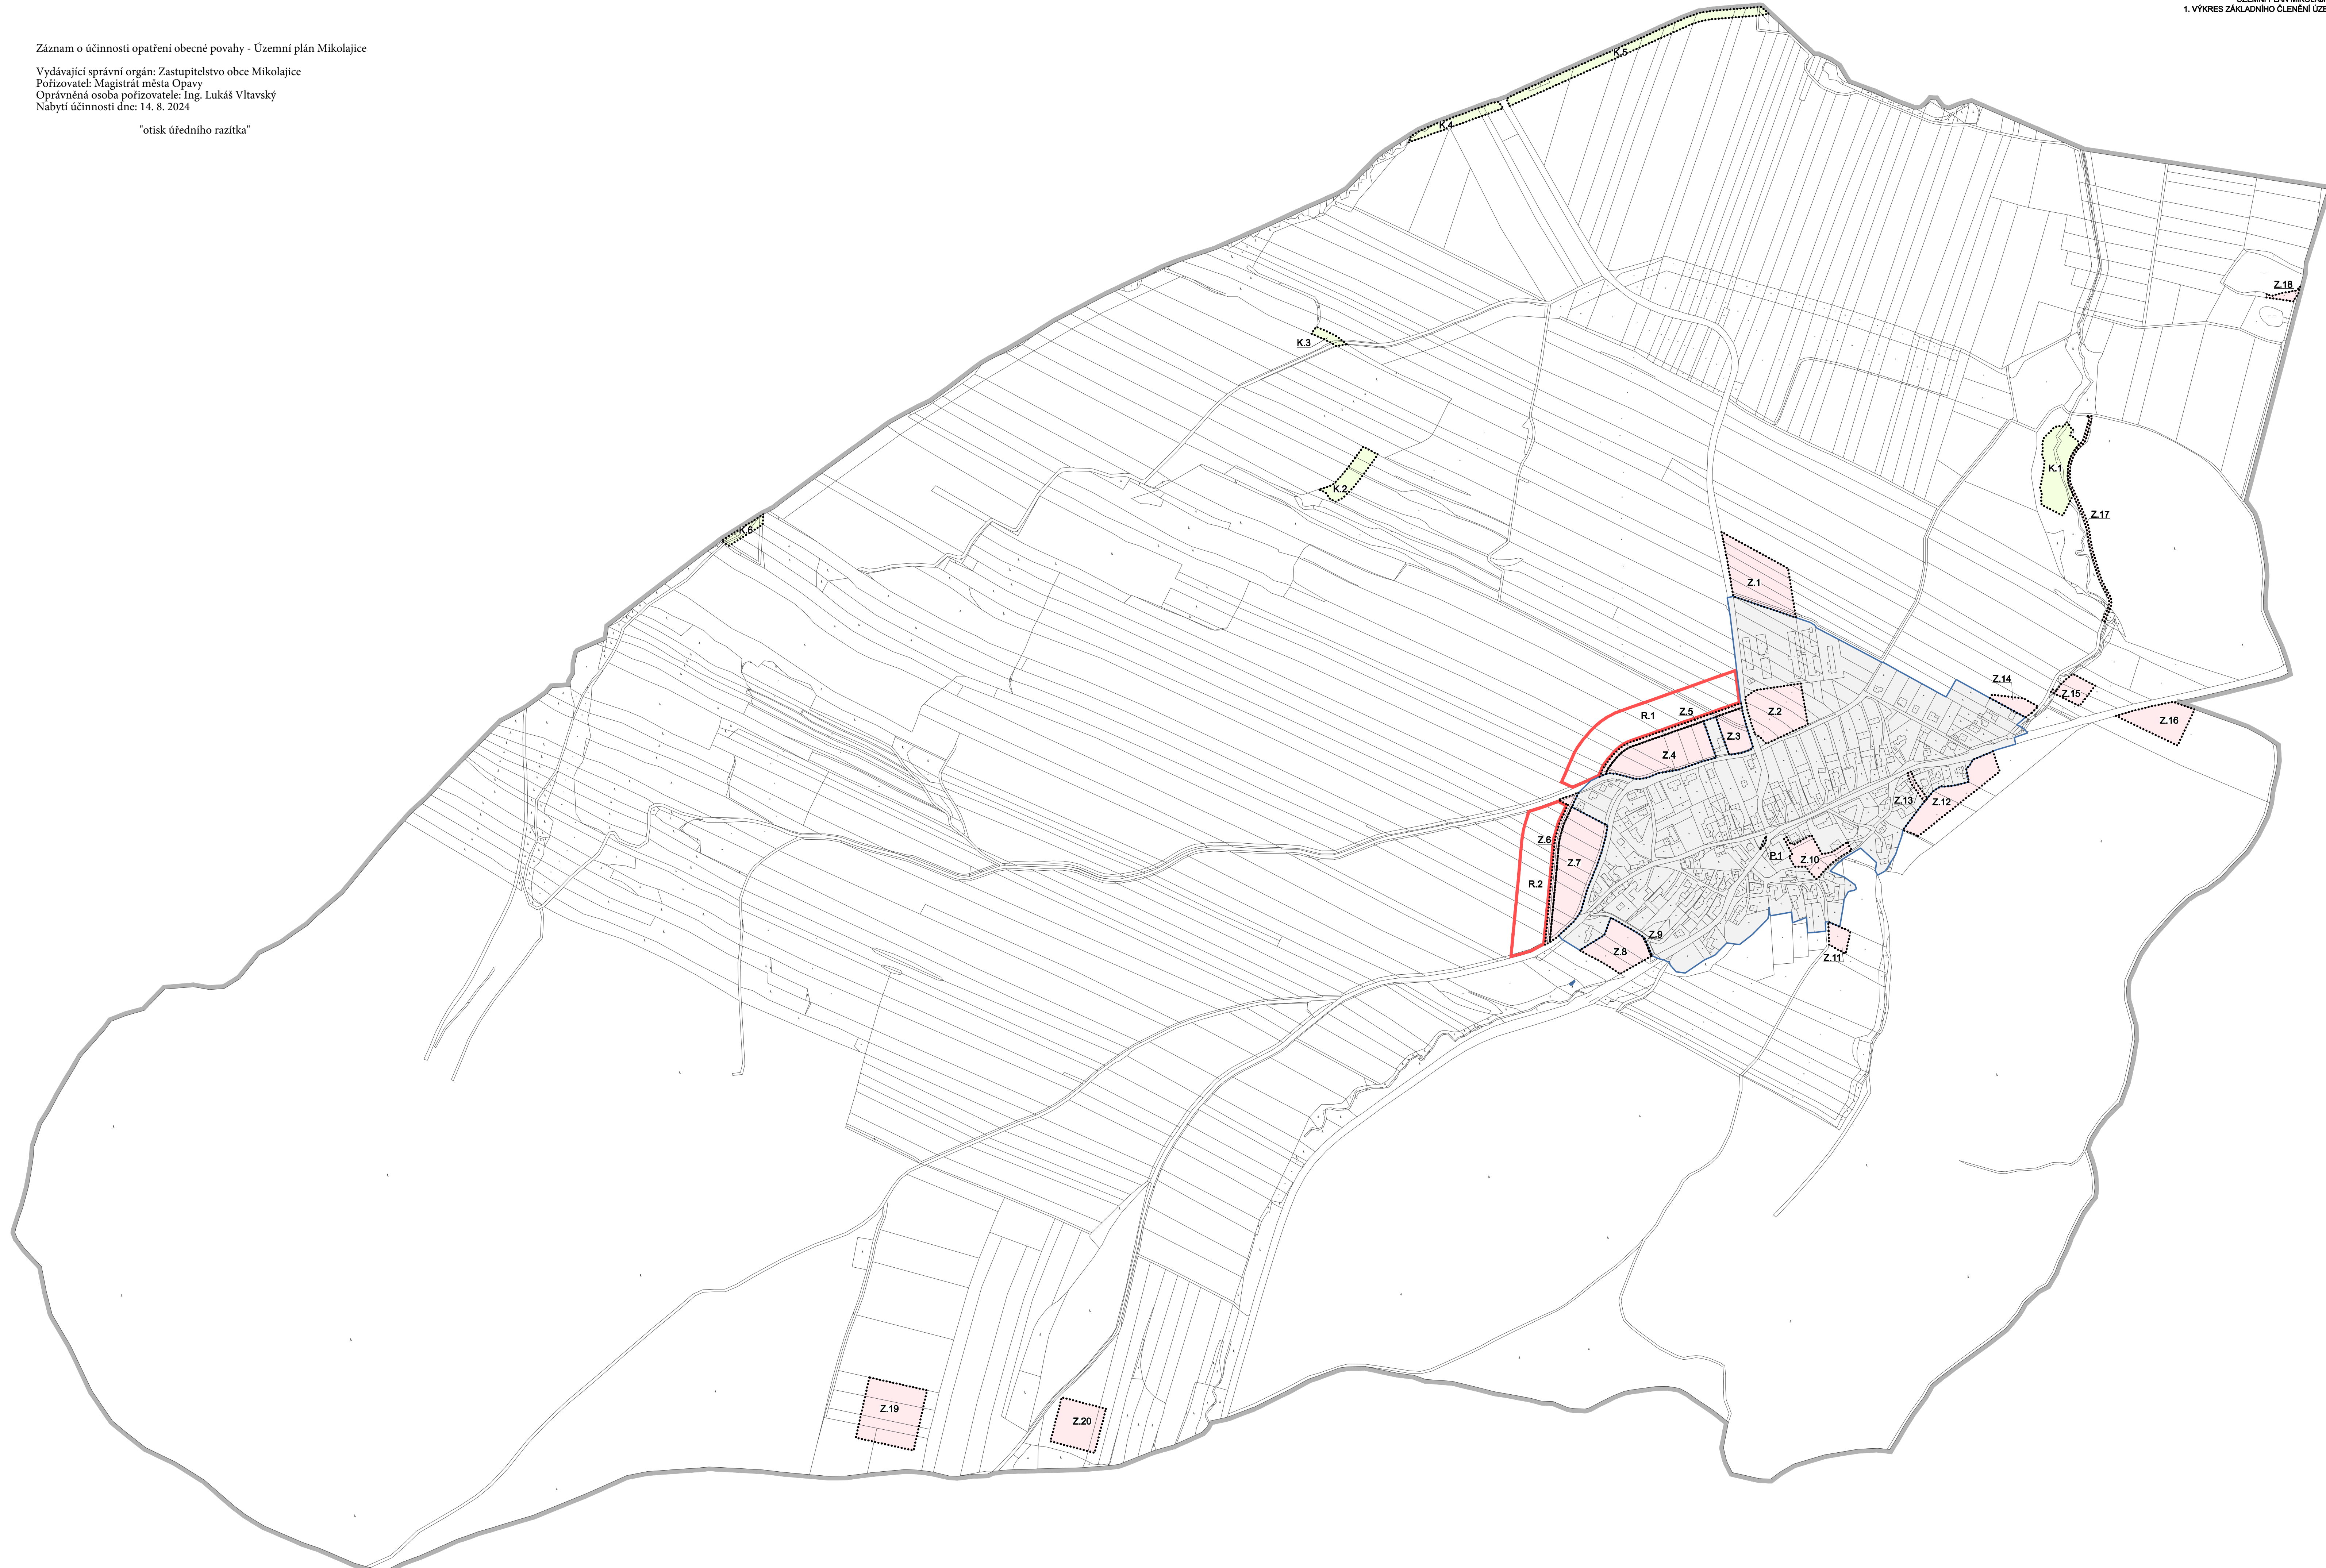 1. VÝKRES ZÁKLADNÍHO ČLENĚNÍ
Záznam o účinnosti opatření obecné povahy - Územní plán Mikolajice
Vydávající správní orgán: Zastupitelstvo obce Mikolajice
Pořizovatel: Magistrát města Opavy
Oprávněná osoba pořizovatele: Ing. Lukáš Vltavský
Nabytí účinnosti dne: 14. 8. 2024
"otisk úředního razítka"
K.5
K.4
Z.18
K.3
K.1
K.2
Z.17
K.6
Z.1
Z.14
Z.15
Z.5
R.1
Z.2
Z.16
Z.3
Z.4
Z.13
Z.12
Z.6
P.1
Z.10
Z.7
R.2
Z.9
Z.8
Z.11
Z.19
Z.20